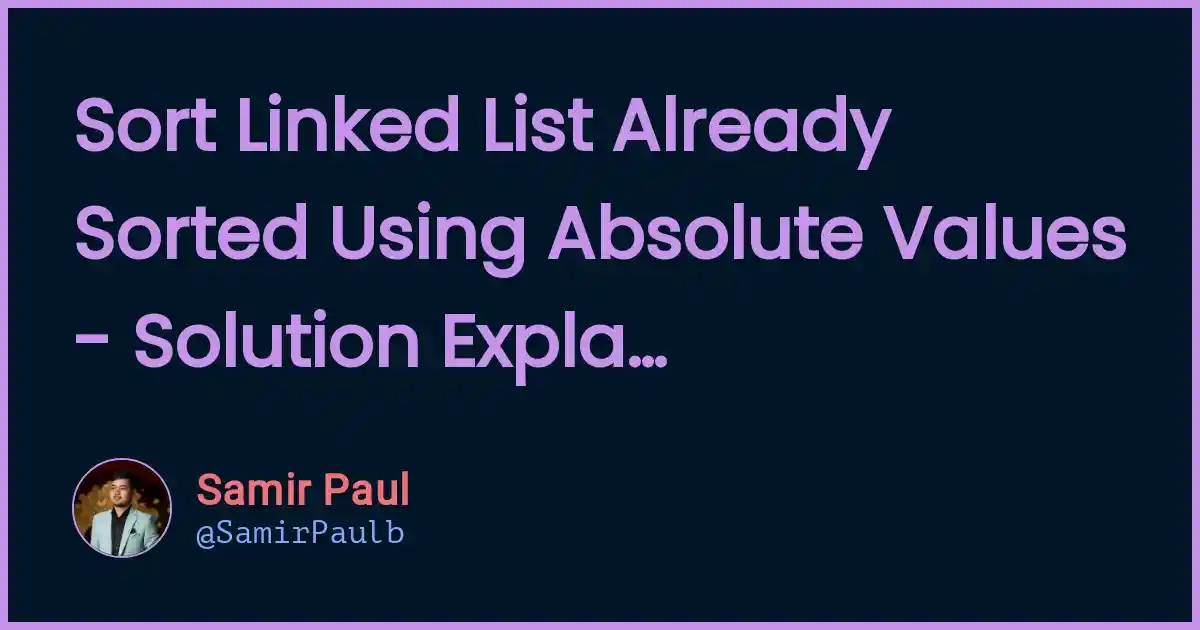 Sort Linked List Already
Sorted Using Absolute Values
- Solution Expla...
Samir Paul
@SamirPaulb